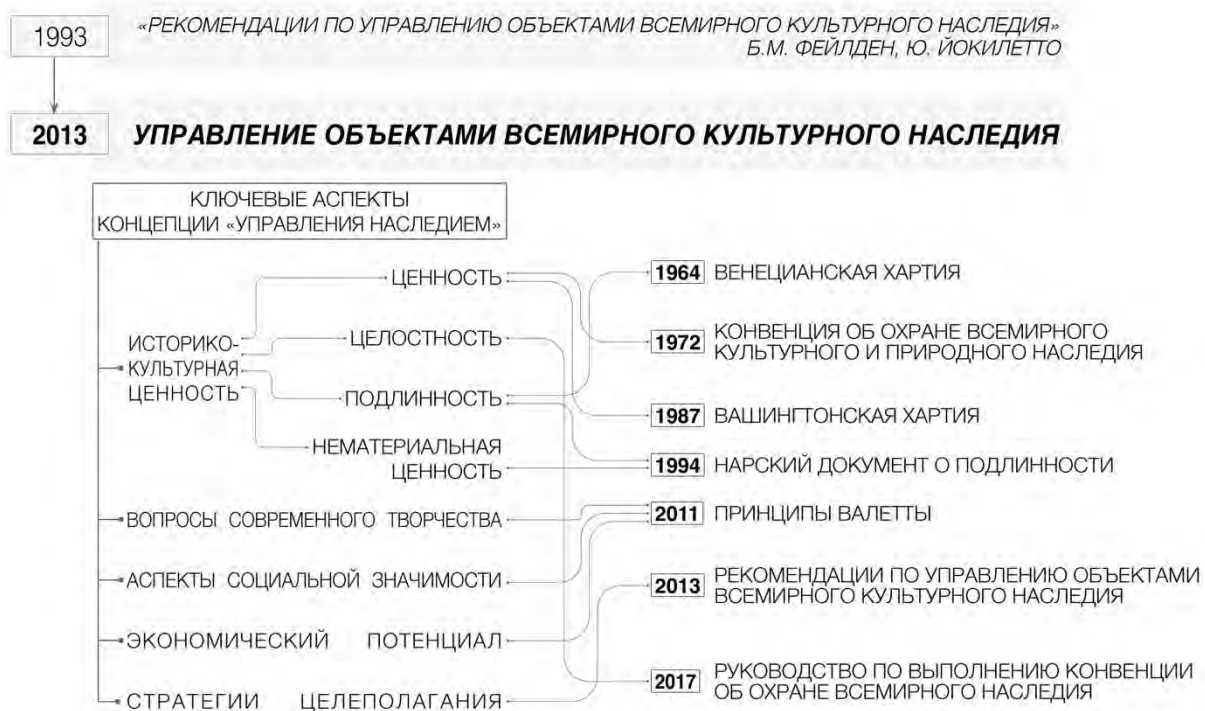 1993
«РЕКОМЕНДАЦИИ ПО УПРАВЛЕНИЮ ОБЪЕКТАМИ ВСЕМИРНОГО КУЛЬТУРНОГО НАСЛЕДИЯ»
Б.М. ФЕЙЛДЕН, Ю. ЙОКИЛЕТТО
2013
УПРАВЛЕНИЕ ОБЪЕКТАМИ ВСЕМИРНОГО КУЛЬТУРНОГО НАСЛЕДИЯ
КЛЮЧЕВЫЕ АСПЕКТЫ
КОНЦЕПЦИИ «УПРАВЛЕНИЯ НАСЛЕДИЕМ»
ИСТОРИКО-
КУЛЬТУРНАЯ
ЦЕННОСТЬ
ЦЕННОСТЬ
ЦЕЛОСТНОСТЬ
ПОДЛИННОСТЬ
НЕМАТЕРИАЛЬНАЯ
ЦЕННОСТЬ
ВОПРОСЫ СОВРЕМЕННОГО ТВОРЧЕСТВА
АСПЕКТЫ СОЦИАЛЬНОЙ ЗНАЧИМОСТИ
ЭКОНОМИЧЕСКИЙ ПОТЕНЦИАЛ
СТРАТЕГИИ ЦЕЛЕПОЛАГАНИЯ
1964 ВЕНЕЦИАНСКАЯ ХАРТИЯ
1972 КОНВЕНЦИЯ ОБ ОХРАНЕ ВСЕМИРНОГО
КУЛЬТУРНОГО И ПРИРОДНОГО НАСЛЕДИЯ
1987 ВАШИНГТОНСКАЯ ХАРТИЯ
1994 НАРСКИЙ ДОКУМЕНТ О ПОДЛИННОСТИ
2011 ПРИНЦИПЫ ВАЛЕТТЫ
2013 РЕКОМЕНДАЦИИ ПО УПРАВЛЕНИЮ ОБЪЕКТАМИ
ВСЕМИРНОГО КУЛЬТУРНОГО НАСЛЕДИЯ
2017 РУКОВОДСТВО ПО ВЫПОЛНЕНИЮ КОНВЕНЦИИ
ОБ ОХРАНЕ ВСЕМИРНОГО НАСЛЕДИЯ